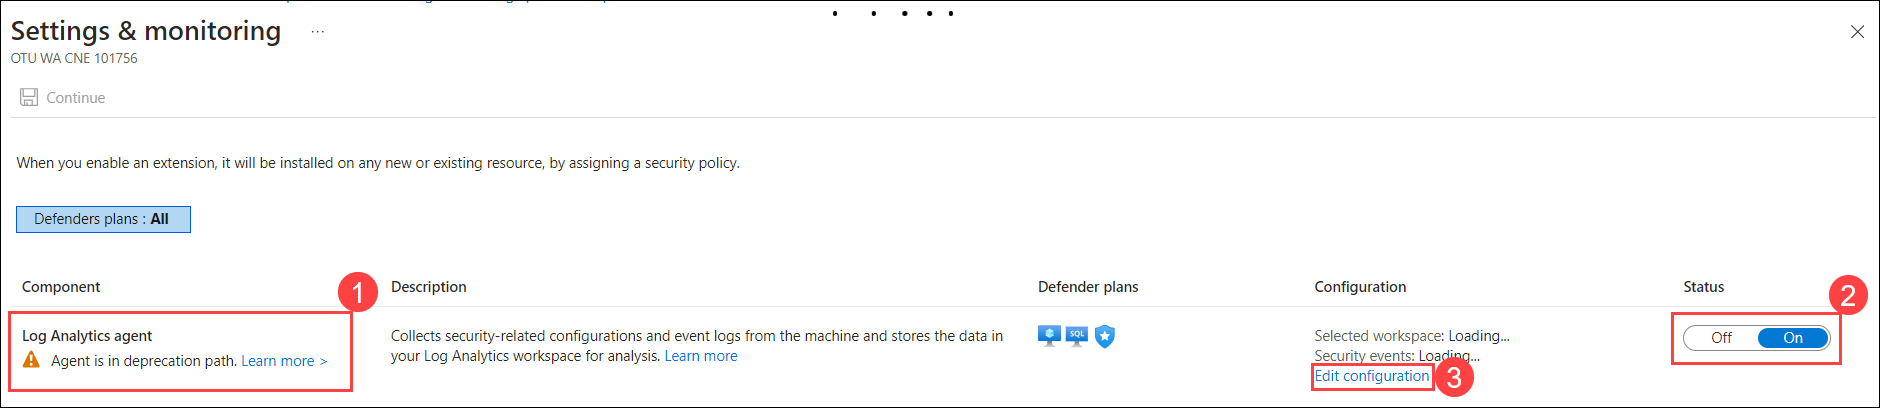 Settings & monitoring ...
OTU WA CNE 101756
Continue
When you enable an extension, it will be installed on any new or existing resource, by assigning a security policy.
Defenders plans : All
Component Description Defender plans Configuration Status
1
2
Log Analytics agent
Agent is in deprecation path. Learn more >
Collects security-related configurations and event logs from the machine and stores the data in
your Log Analytics workspace for analysis. Learn more
SQL
Selected workspace: Loading...
Security events: Loading...
Edit configuration 3
Off On